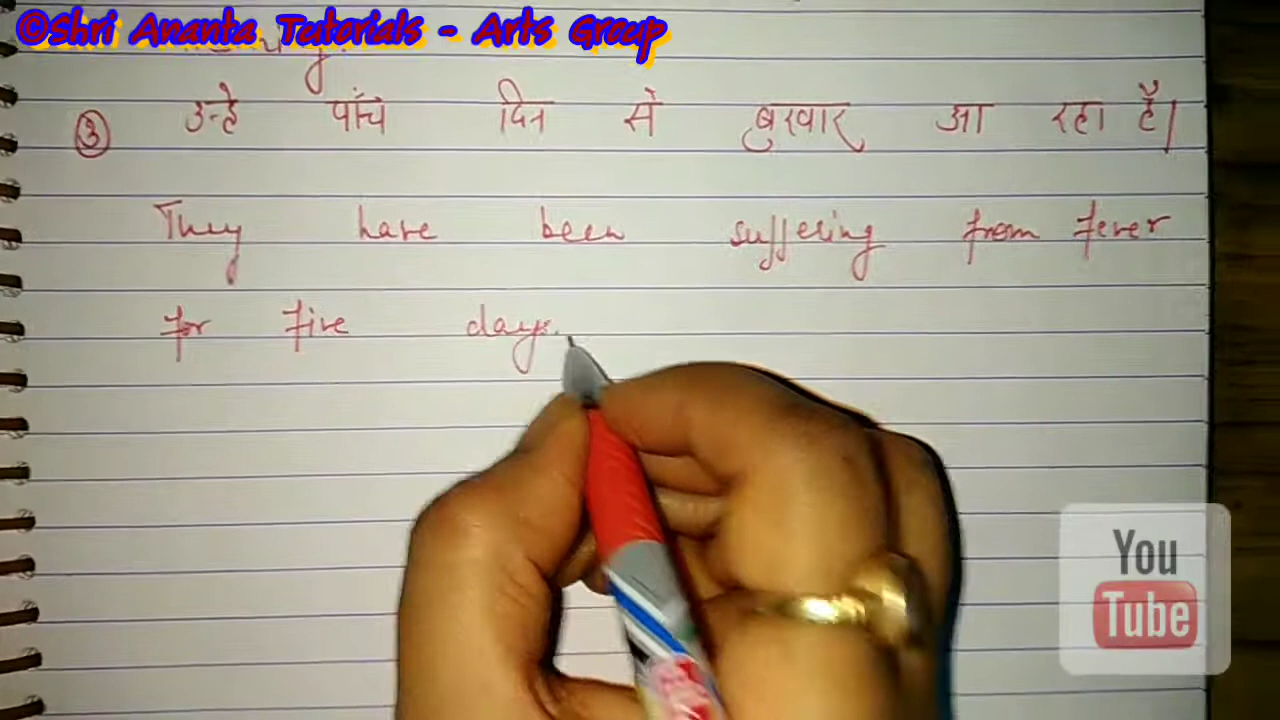 ©Shri Ananta Tutorials - Arts Group
③ उन्हे पाँच दिन से बुखार आ रहा है।
They have been suffering from fever
for five days.
You
Tube